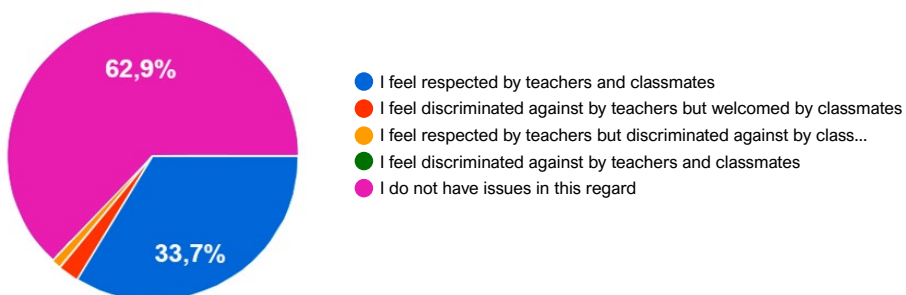 62,9%
33,7%
I feel respected by teachers and classmates
I feel discriminated against by teachers but welcomed by classmates
I feel respected by teachers but discriminated against by class...
I feel discriminated against by teachers and classmates
I do not have issues in this regard